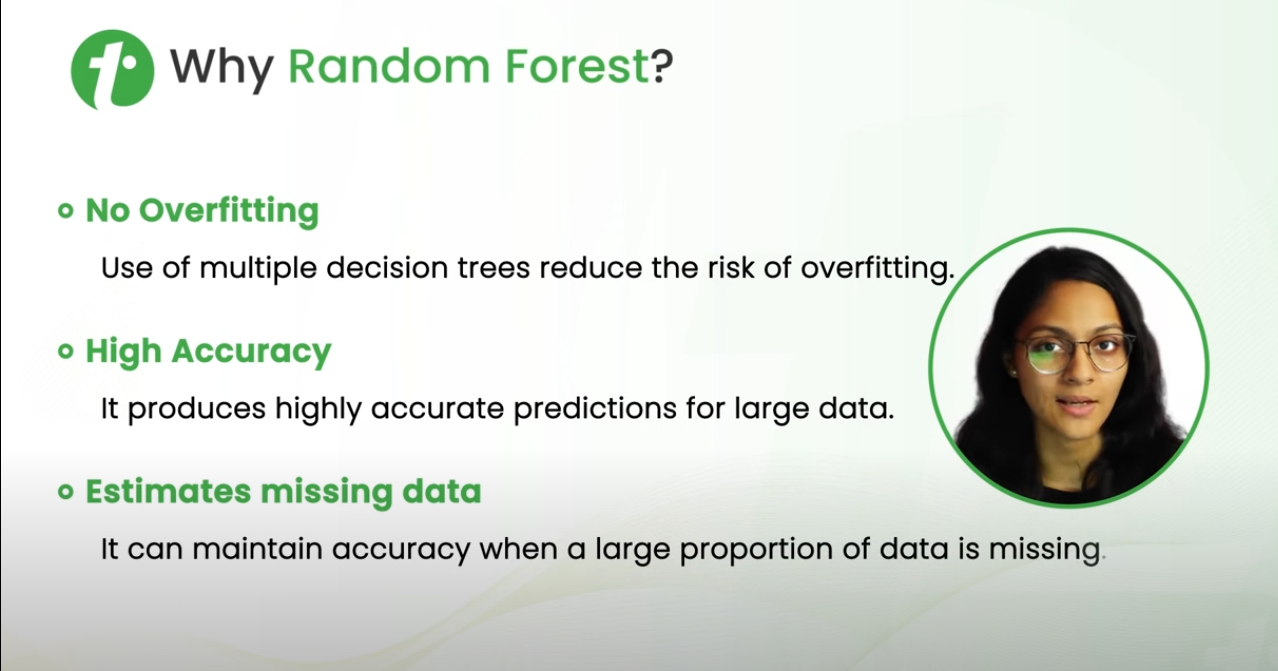 Why Random Forest?
No Overfitting
Use of multiple decision trees reduce the risk of overfitting.
High Accuracy
It produces highly accurate predictions for large data.
Estimates missing data
It can maintain accuracy when a large proportion of data is missing.